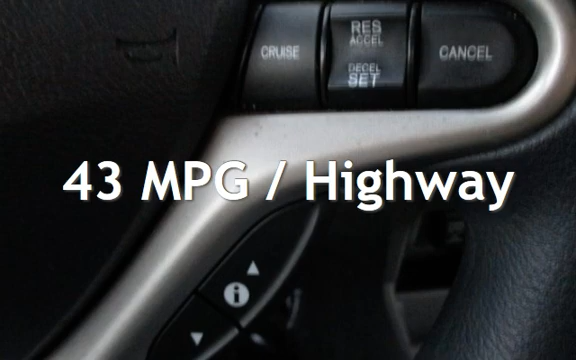 RES
ACCEL
CRUISE
CANCEL
DECEL
SET
43 MPG / Highway
i